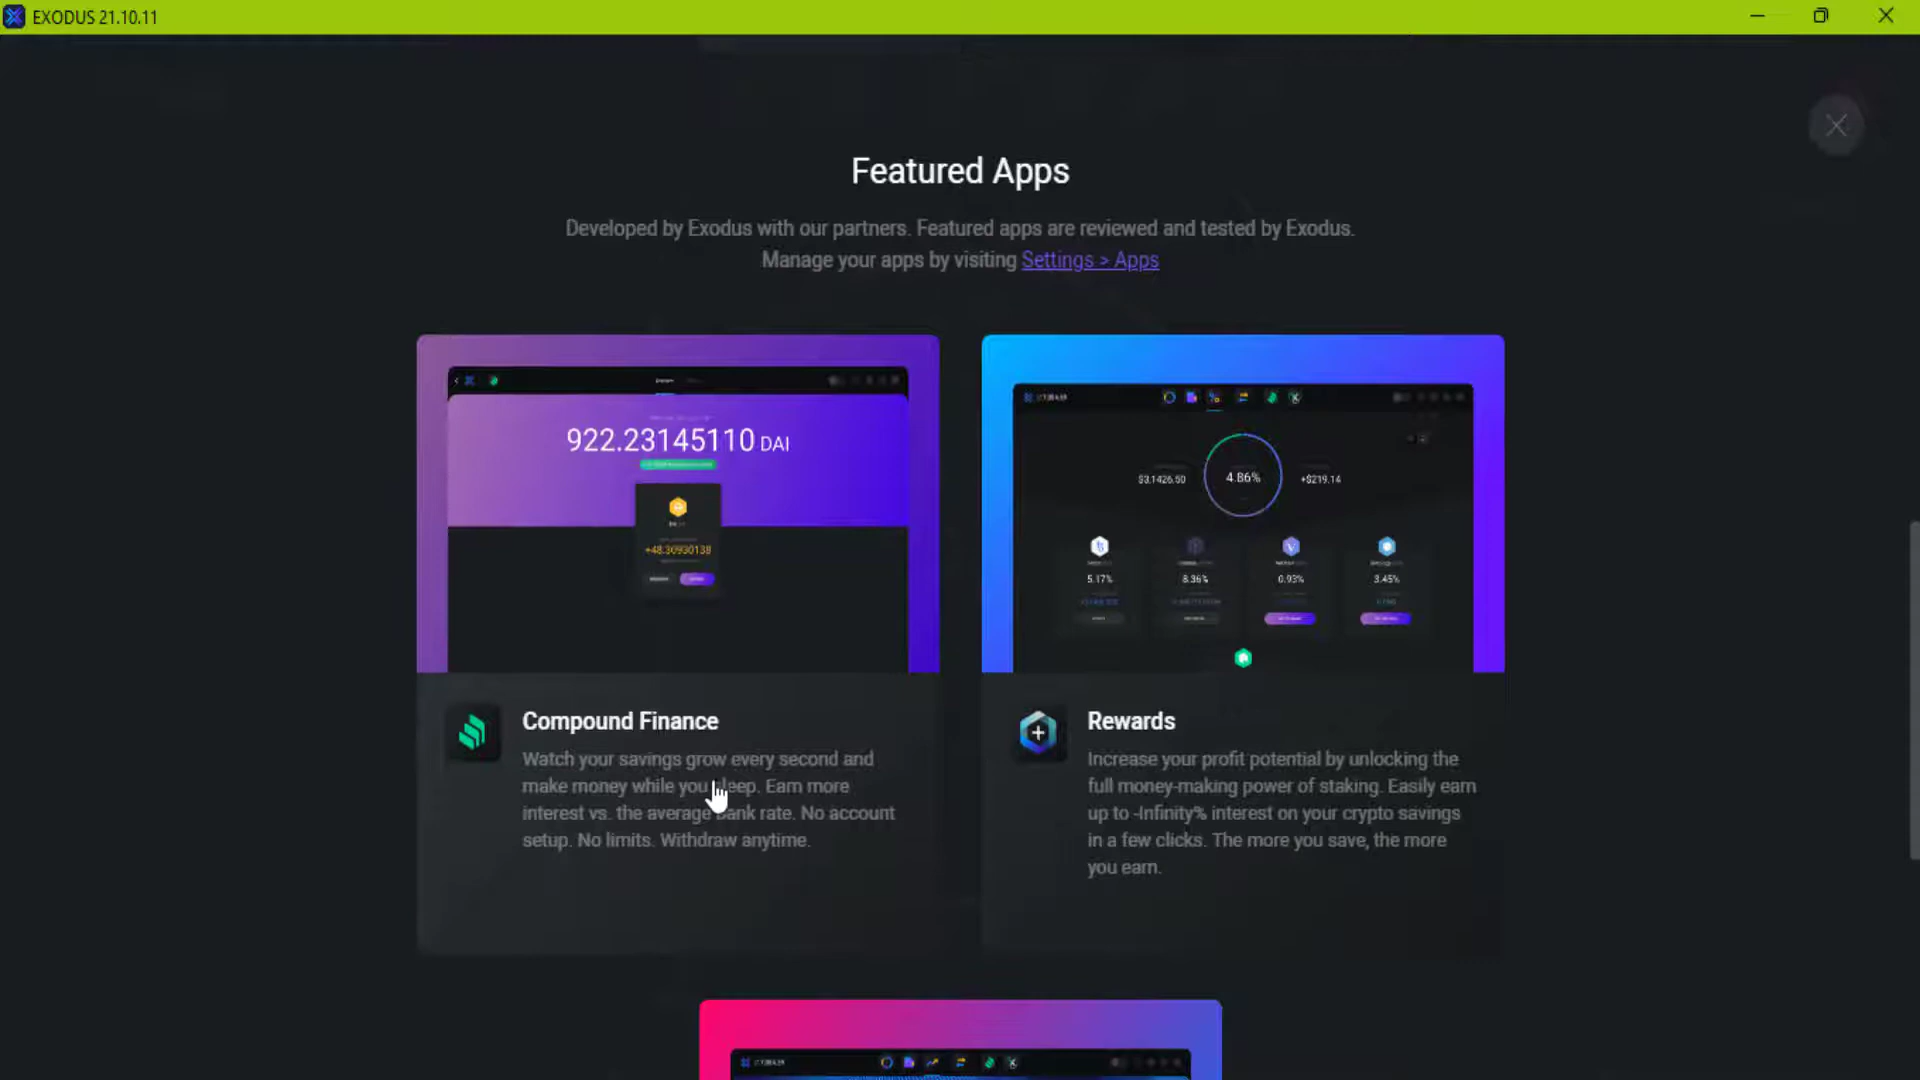 EXODUS 21.10.11
Featured Apps
Developed by Exodus with our partners. Featured apps are reviewed and tested by Exodus.
Manage your apps by visiting Settings > Apps
922.23145110 DAI
+48.30930138
4.86%
$3,1426.50
+$219.14
5.17%
8.36%
0.93%
3.45%
Compound Finance
Watch your savings grow every second and
make money while you sleep. Earn more
interest vs. the average bank rate. No account
setup. No limits. Withdraw anytime.
Rewards
Increase your profit potential by unlocking the
full money-making power of staking. Easily earn
up to -Infinity% interest on your crypto savings
in a few clicks. The more you save, the more
you earn.